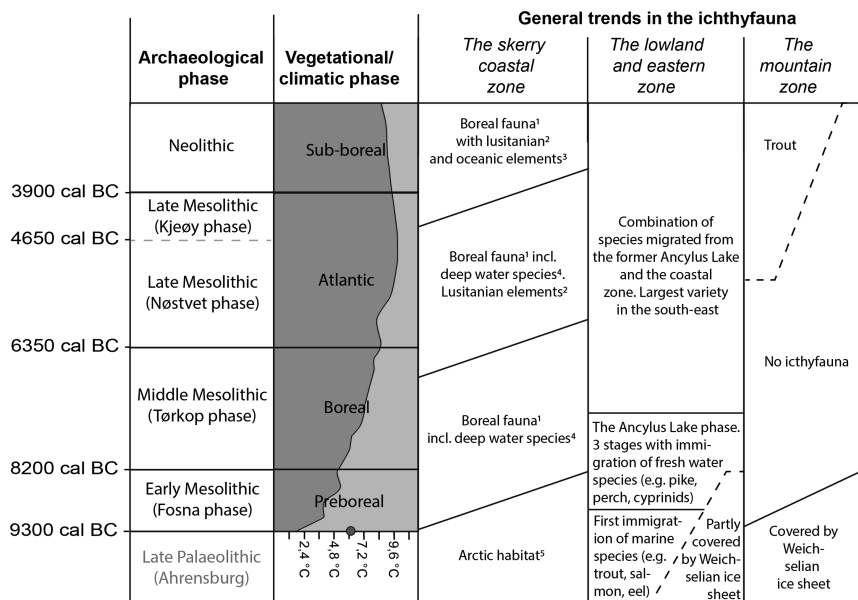 General trends in the ichthyfauna
Archaeological
phase
Vegetational/
climatic phase
The skerry
coastal
zone
The lowland
and eastern
zone
The
mountain
zone
Neolithic
Sub-boreal
Boreal fauna¹
with lusitanian²
and oceanic elements³
Trout
3900 cal BC
Late Mesolithic
(Kjeøy phase)
4650 cal BC
Late Mesolithic
(Nøstvet phase)
Atlantic
Boreal fauna¹ incl.
deep water species⁴.
Lusitanian elements²
Combination of
species migrated from
the former Ancylus Lake
and the coastal
zone. Largest variety
in the south-east
6350 cal BC
No icthyfauna
Middle Mesolithic
(Tørkop phase)
Boreal
Boreal fauna¹
incl. deep water species⁴
The Ancylus Lake phase.
3 stages with immi-
gration of fresh water
species (e.g. pike,
perch, cyprinids)
8200 cal BC
Early Mesolithic
(Fosna phase)
Preboreal
9300 cal BC
Late Palaeolithic
(Ahrensburg)
2,4 °C
4,8 °C
7,2 °C
9,6 °C
Arctic habitat⁵
First immigrat-
ion of marine
species (e.g.
trout, sal-
mon, eel)
Partly
covered
by Weich-
selian ice
sheet
Covered by
Weich-
selian
ice sheet